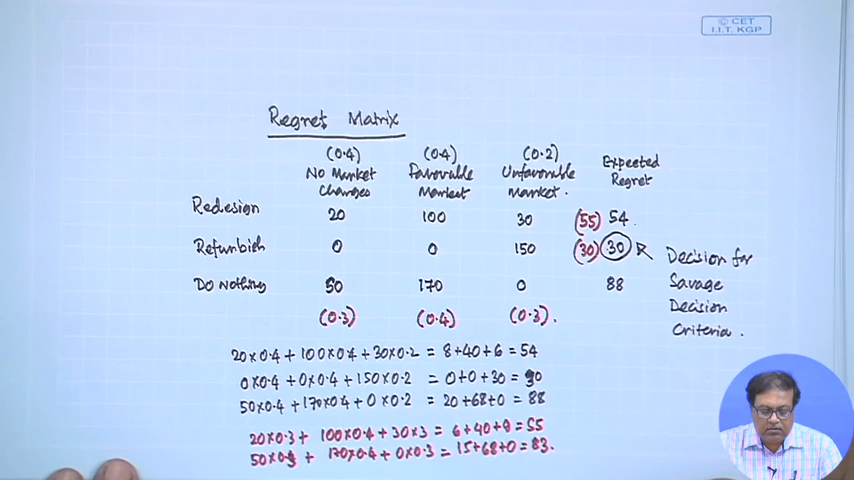 © CET
I.I.T. KGP
Regret Matrix
(0.4) (0.4) (0.2)
No Market Favorable Unfavorable Expected
Changes Market Market. Regret
Redesign 20 100 30 (55) 54
Refurbish 0 0 150 (30) 30
Do Nothing 50 170 0 88
(0.3) (0.4) (0.3).
Decision for
Savage
Decision
Criteria.
20×0.4 + 100×0.4 + 30×0.2 = 8+40+6 = 54
0×0.4 + 0×0.4 + 150×0.2 = 0+0+30 = 30
50×0.4 + 170×0.4 + 0×0.2 = 20+68+0 = 88
20×0.3 + 100×0.4 + 30×3 = 6+40+9 = 55
50×0.3 + 170×0.4 + 0×0.3 = 15+68+0 = 83.